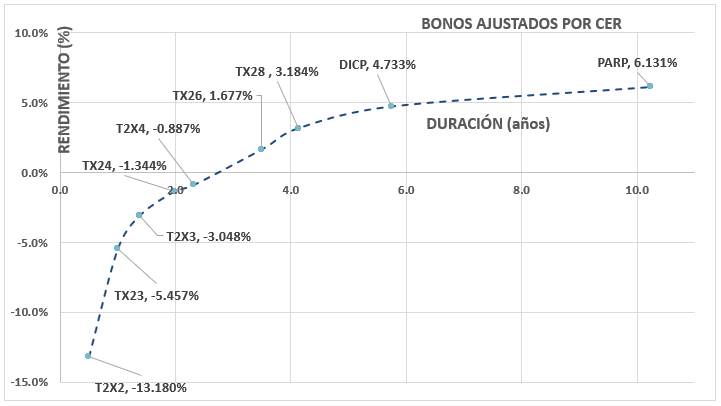 BONOS AJUSTADOS POR CER
RENDIMIENTO (%)
10.0%
5.0%
0.0%
-5.0%
-10.0%
-15.0%
0.0
2.0
4.0
6.0
8.0
10.0
DURACIÓN (años)
PARP, 6.131%
DICP, 4.733%
TX28 , 3.184%
TX26, 1.677%
T2X4, -0.887%
TX24, -1.344%
T2X3, -3.048%
TX23, -5.457%
T2X2, -13.180%